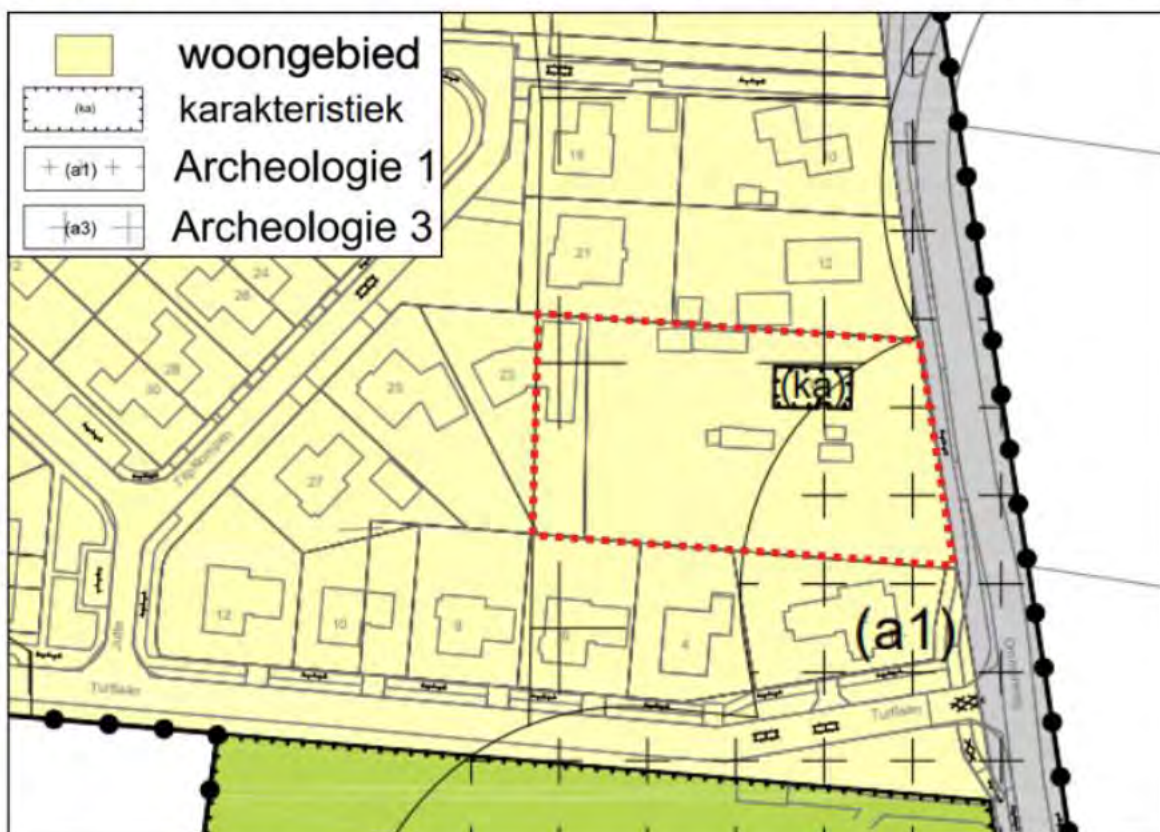 woongebied
(ka)
karakteristiek
(a1)
Archeologie 1
(a3)
Archeologie 3
19
10
21
12
24
26
28
30
(ka)
23
25
27
12
10
8
6
4
(a1)
Jufte
Turflaan
Turflaan